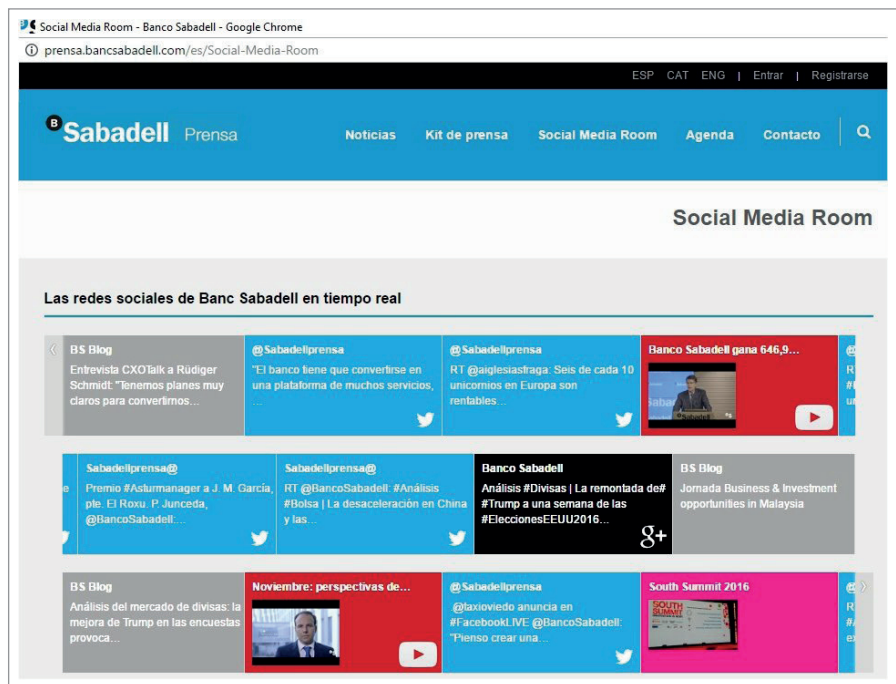 Social Media Room - Banco Sabadell - Google Chrome
prensa.bancsabadell.com/es/Social-Media-Room
ESP CAT ENG | Entrar | Registrarse
B Sabadell Prensa
Noticias Kit de prensa Social Media Room Agenda Contacto
Social Media Room
Las redes sociales de Banc Sabadell en tiempo real
BS Blog
Entrevista CXOTalk a Rüdiger
Schmidt: "Tenemos planes muy
claros para convertirnos...
@Sabadellprensa
"El banco tiene que convertirse en
una plataforma de muchos servicios,
...
@Sabadellprensa
RT @aiglesiasfraga: Seis de cada 10
unicornios en Europa son
rentables...
Banco Sabadell gana 646,9...
Sabadell
Sabadellprensa@
Premio #Asturmanager a J. M. García,
pte. El Roxu. P. Junceda,
@BancoSabadell:...
Sabadellprensa@
RT @BancoSabadell: #Análisis
#Bolsa | La desaceleración en China
y las...
Banco Sabadell
Análisis #Divisas | La remontada de#
#Trump a una semana de las
#EleccionesEEUU2016...
g+
BS Blog
Jornada Business & Investment
opportunities in Malaysia
BS Blog
Análisis del mercado de divisas: la
mejora de Trump en las encuestas
provoca...
Noviembre: perspectivas de...
@Sabadellprensa
@taxioviedo anuncia en
#FacebookLIVE @BancoSabadell:
"Pienso crear una...
South Summit 2016
SOUTH
SUMMIT